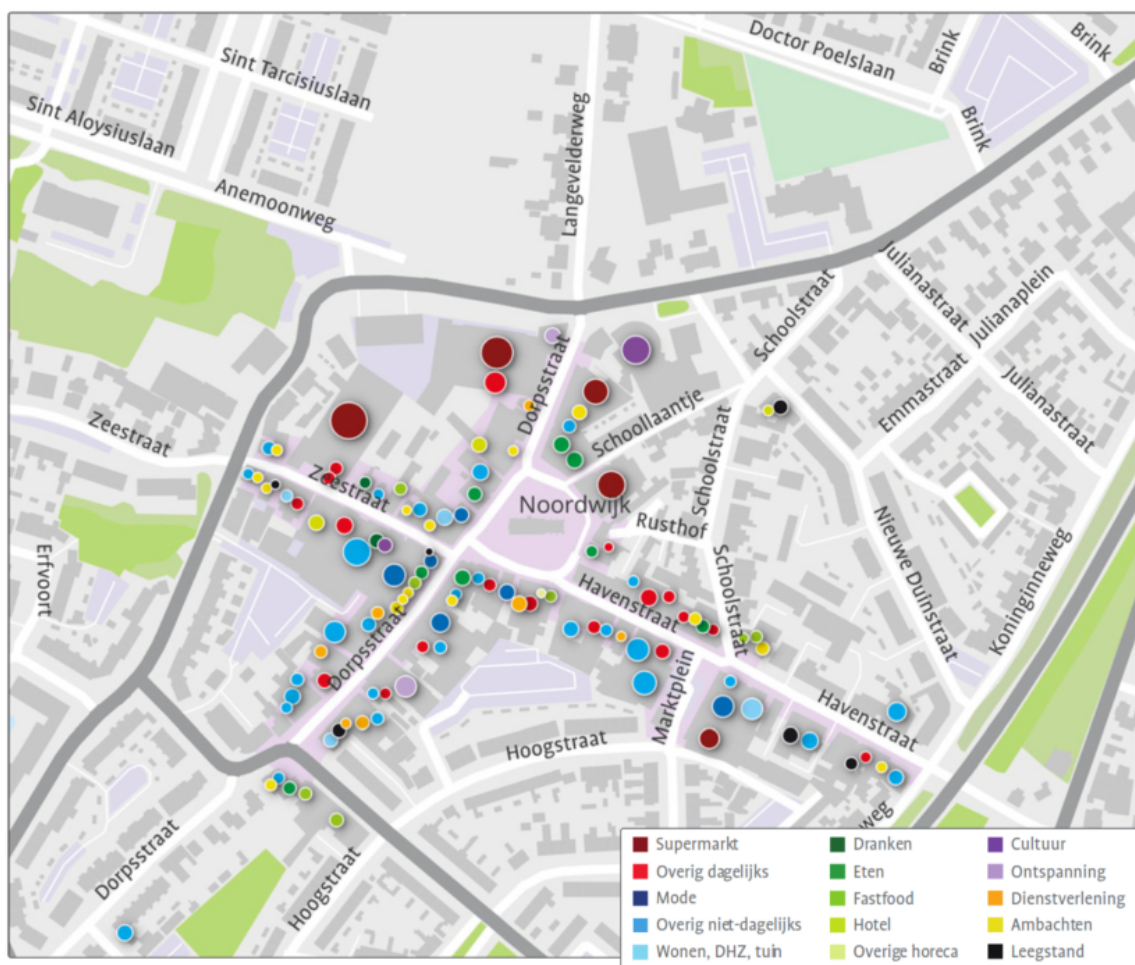 Doctor Poelslaan
Brink
Brink
Brink
Sint Tarcisiuslaan
Sint Aloysiuslaan
Anemoonweg
Langevelderweg
Julianastraat
Julianaplein
Schoolstraat
Emmastraat
Julianastraat
Dorpsstraat
Schoollaantje
Zeestraat
Zeestraat
Schoolstraat
Noordwijk
Rusthof
Nieuwe Duinstraat
Koninginneweg
Erfvoort
Havenstraat
Schoolstraat
Dorpsstraat
Marktplein
Havenstraat
Hoogstraat
weg
Dorpsstraat
Hoogstraat
Supermarkt
Overig dagelijks
Mode
Overig niet-dagelijks
Wonen, DHZ, tuin
Dranken
Eten
Fastfood
Hotel
Overige horeca
Cultuur
Ontspanning
Dienstverlening
Ambachten
Leegstand